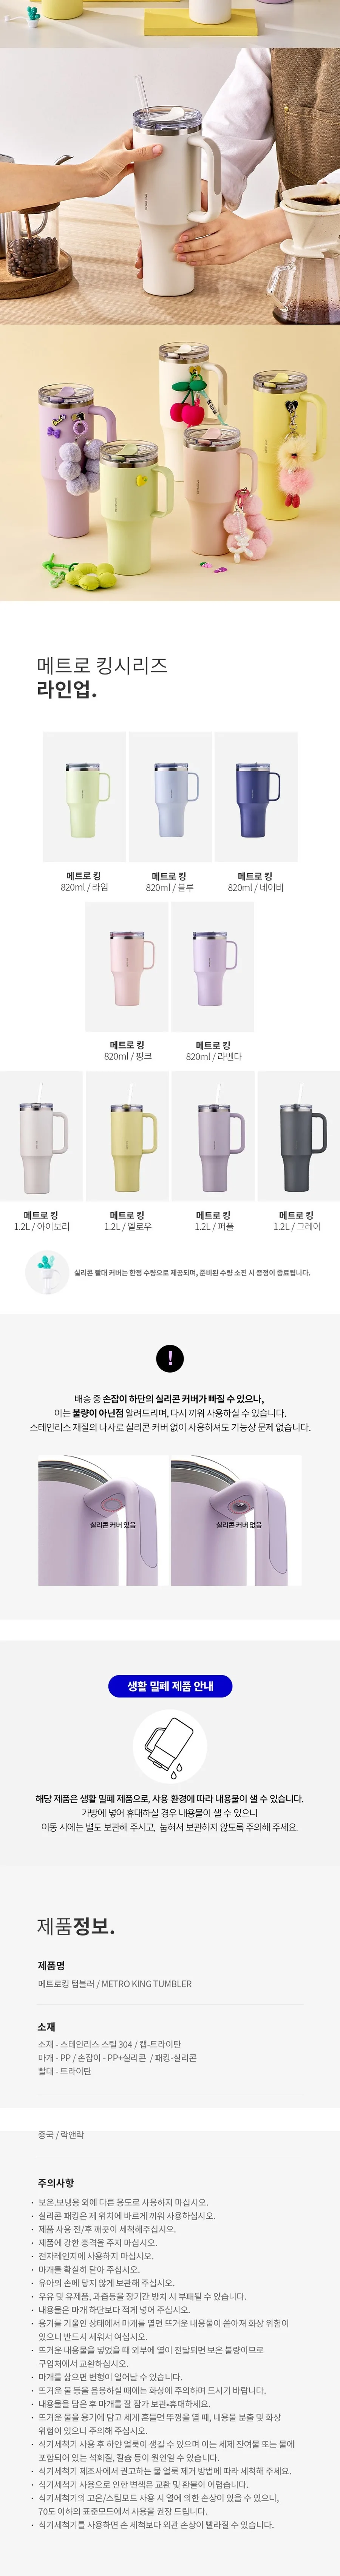 메트로 킹시리즈
라인업.
메트로 킹
820ml / 라임
메트로 킹
820ml / 블루
메트로 킹
820ml / 네이비
메트로 킹
820ml / 핑크
메트로 킹
820ml / 라벤다
메트로 킹
1.2L / 아이보리
메트로 킹
1.2L / 옐로우
메트로 킹
1.2L / 퍼플
메트로 킹
1.2L / 그레이
실리콘 빨대 커버는 한정 수량으로 제공되며, 준비된 수량 소진 시 증정이 종료됩니다.
!
배송 중 손잡이 하단의 실리콘 커버가 빠질 수 있으나,
이는 불량이 아닌점 알려드리며, 다시 끼워 사용하실 수 있습니다.
스테인리스 재질의 나사로 실리콘 커버 없이 사용하셔도 기능상 문제 없습니다.
실리콘 커버 있음
실리콘 커버 없음
생활 밀폐 제품 안내
해당 제품은 생활 밀폐 제품으로, 사용 환경에 따라 내용물이 샐 수 있습니다.
가방에 넣어 휴대하실 경우 내용물이 샐 수 있으니
이동 시에는 별도 보관해 주시고, 눕혀서 보관하지 않도록 주의해 주세요.
제품정보.
제품명
메트로킹 텀블러 / METRO KING TUMBLER
소재
소재 - 스테인리스 스틸 304 / 캡-트라이탄
마개 - PP / 손잡이 - PP+실리콘 / 패킹-실리콘
빨대 - 트라이탄
중국 / 락앤락
주의사항
· 보온.보냉용 외에 다른 용도로 사용하지 마십시오.
· 실리콘 패킹은 제 위치에 바르게 끼워 사용하십시오.
· 제품 사용 전/후 깨끗이 세척해주십시오.
· 제품에 강한 충격을 주지 마십시오.
· 전자레인지에 사용하지 마십시오.
· 마개를 확실히 닫아 주십시오.
· 유아의 손에 닿지 않게 보관해 주십시오.
· 우유 및 유제품, 과즙등을 장기간 방치 시 부패될 수 있습니다.
· 내용물은 마개 하단보다 적게 넣어 주십시오.
· 용기를 기울인 상태에서 마개를 열면 뜨거운 내용물이 쏟아져 화상 위험이
있으니 반드시 세워서 여십시오.
· 뜨거운 내용물을 넣었을 때 외부에 열이 전달되면 보온 불량이므로
구입처에서 교환하십시오.
· 마개를 삶으면 변형이 일어날 수 있습니다.
· 뜨거운 물 등을 음용하실 때에는 화상에 주의하며 드시기 바랍니다.
· 내용물을 담은 후 마개를 잘 잠가 보관•휴대하세요.
· 뜨거운 물을 용기에 담고 세게 흔들면 뚜껑을 열 때, 내용물 분출 및 화상
위험이 있으니 주의해 주십시오.
· 식기세척기 사용 후 하얀 얼룩이 생길 수 있으며 이는 세제 잔여물 또는 물에
포함되어 있는 석회질, 칼슘 등이 원인일 수 있습니다.
· 식기세척기 제조사에서 권고하는 물 얼룩 제거 방법에 따라 세척해 주세요.
· 식기세척기 사용으로 인한 변색은 교환 및 환불이 어렵습니다.
· 식기세척기의 고온/스팀모드 사용 시 열에 의한 손상이 있을 수 있으니,
70도 이하의 표준모드에서 사용을 권장 드립니다.
· 식기세척기를 사용하면 손 세척보다 외관 손상이 빨라질 수 있습니다.